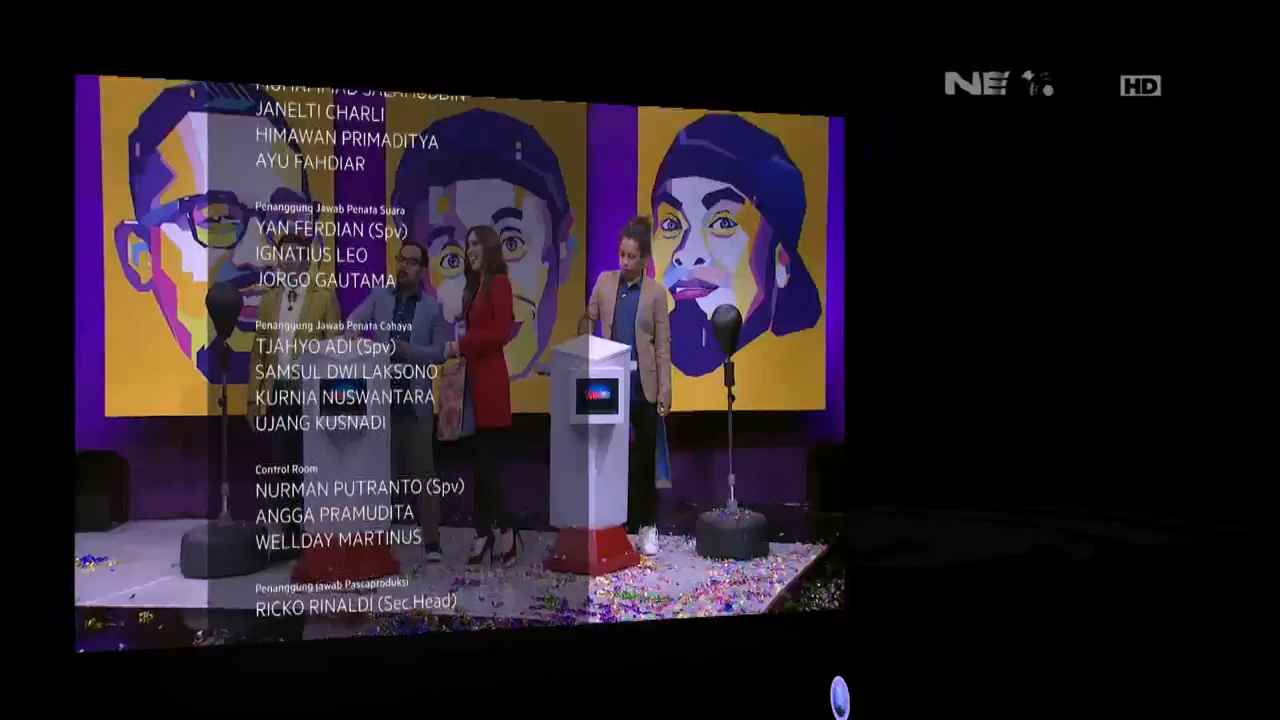 NE
HD
JANELTI CHARLI
HIMAWAN PRIMADITYA
AYU FAHDIAR
Penanggung Jawab Penata Suara
YAN FERDIAN (Spv)
IGNATIUS LEO
JORGO GAUTAMA
Penanggung Jawab Penata Cahaya
TJAHYO ADI (Spv)
SAMSUL DWI LAKSONO
KURNIA NUSWANTARA
UJANG KUSNADI
Control Room
NURMAN PUTRANTO (Spv)
ANGGA PRAMUDITA
WELLDAY MARTINUS
Penanggung jawab Pascaproduksi
RICKO RINALDI (Sec.Head)